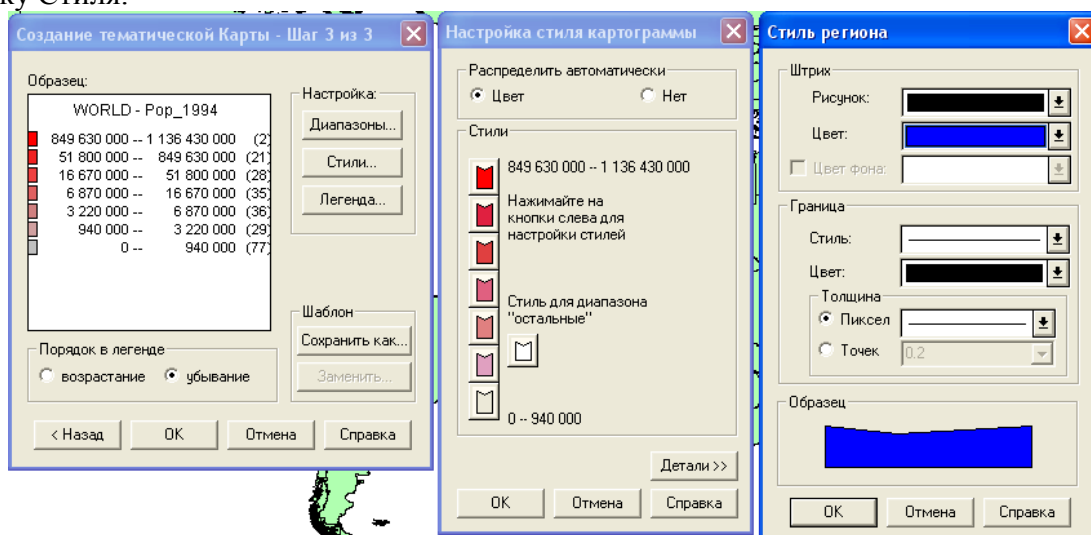 ку Стиля.
Создание тематической Карты - Шаг 3 из 3
Образец:
WORLD - Pop_1994
849 630 000 -- 1 136 430 000 (2)
51 800 000 -- 849 630 000 (21)
16 670 000 -- 51 800 000 (28)
6 870 000 -- 16 670 000 (35)
3 220 000 -- 6 870 000 (36)
940 000 -- 3 220 000 (29)
0 -- 940 000 (77)
Настройка:
Диапазоны...
Стили...
Легенда...
Порядок в легенде
возрастание убывание
Шаблон
Сохранить как...
Заменить...
< Назад OK Отмена Справка
Настройка стиля картограммы
Распределить автоматически
Цвет Нет
Стили
849 630 000 -- 1 136 430 000
Нажимайте на
кнопки слева для
настройки стилей
Стиль для диапазона
"остальные"
0 -- 940 000
Детали >>
OK Отмена Справка
Стиль региона
Штрих
Рисунок:
Цвет:
Цвет фона:
Граница
Стиль:
Цвет:
Толщина
Пиксел
Точек 0.2
Образец
OK Отмена Справка